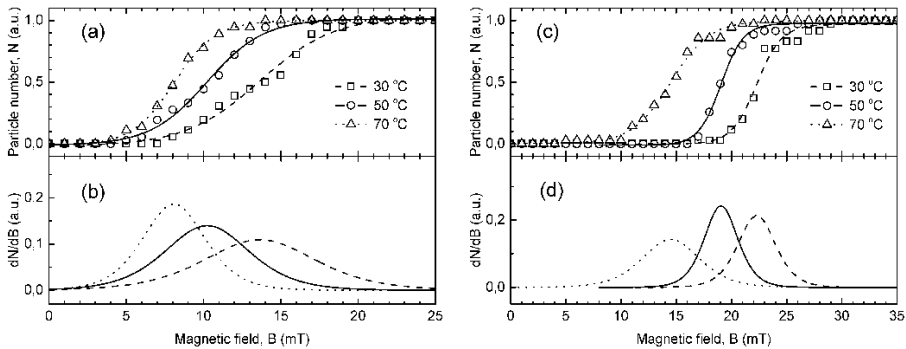 (a)
Particle number, N (a.u.)
1,0
0,5
0,0
30 °C
50 °C
70 °C
(b)
dN/dB (a.u.)
0,2
0,1
0,0
0 5 10 15 20 25
Magnetic field, B (mT)
(c)
Particle number, N (a.u.)
1,0
0,5
0,0
30 °C
50 °C
70 °C
(d)
dN/dB (a.u.)
0,2
0,0
0 5 10 15 20 25 30 35
Magnetic field, B (mT)